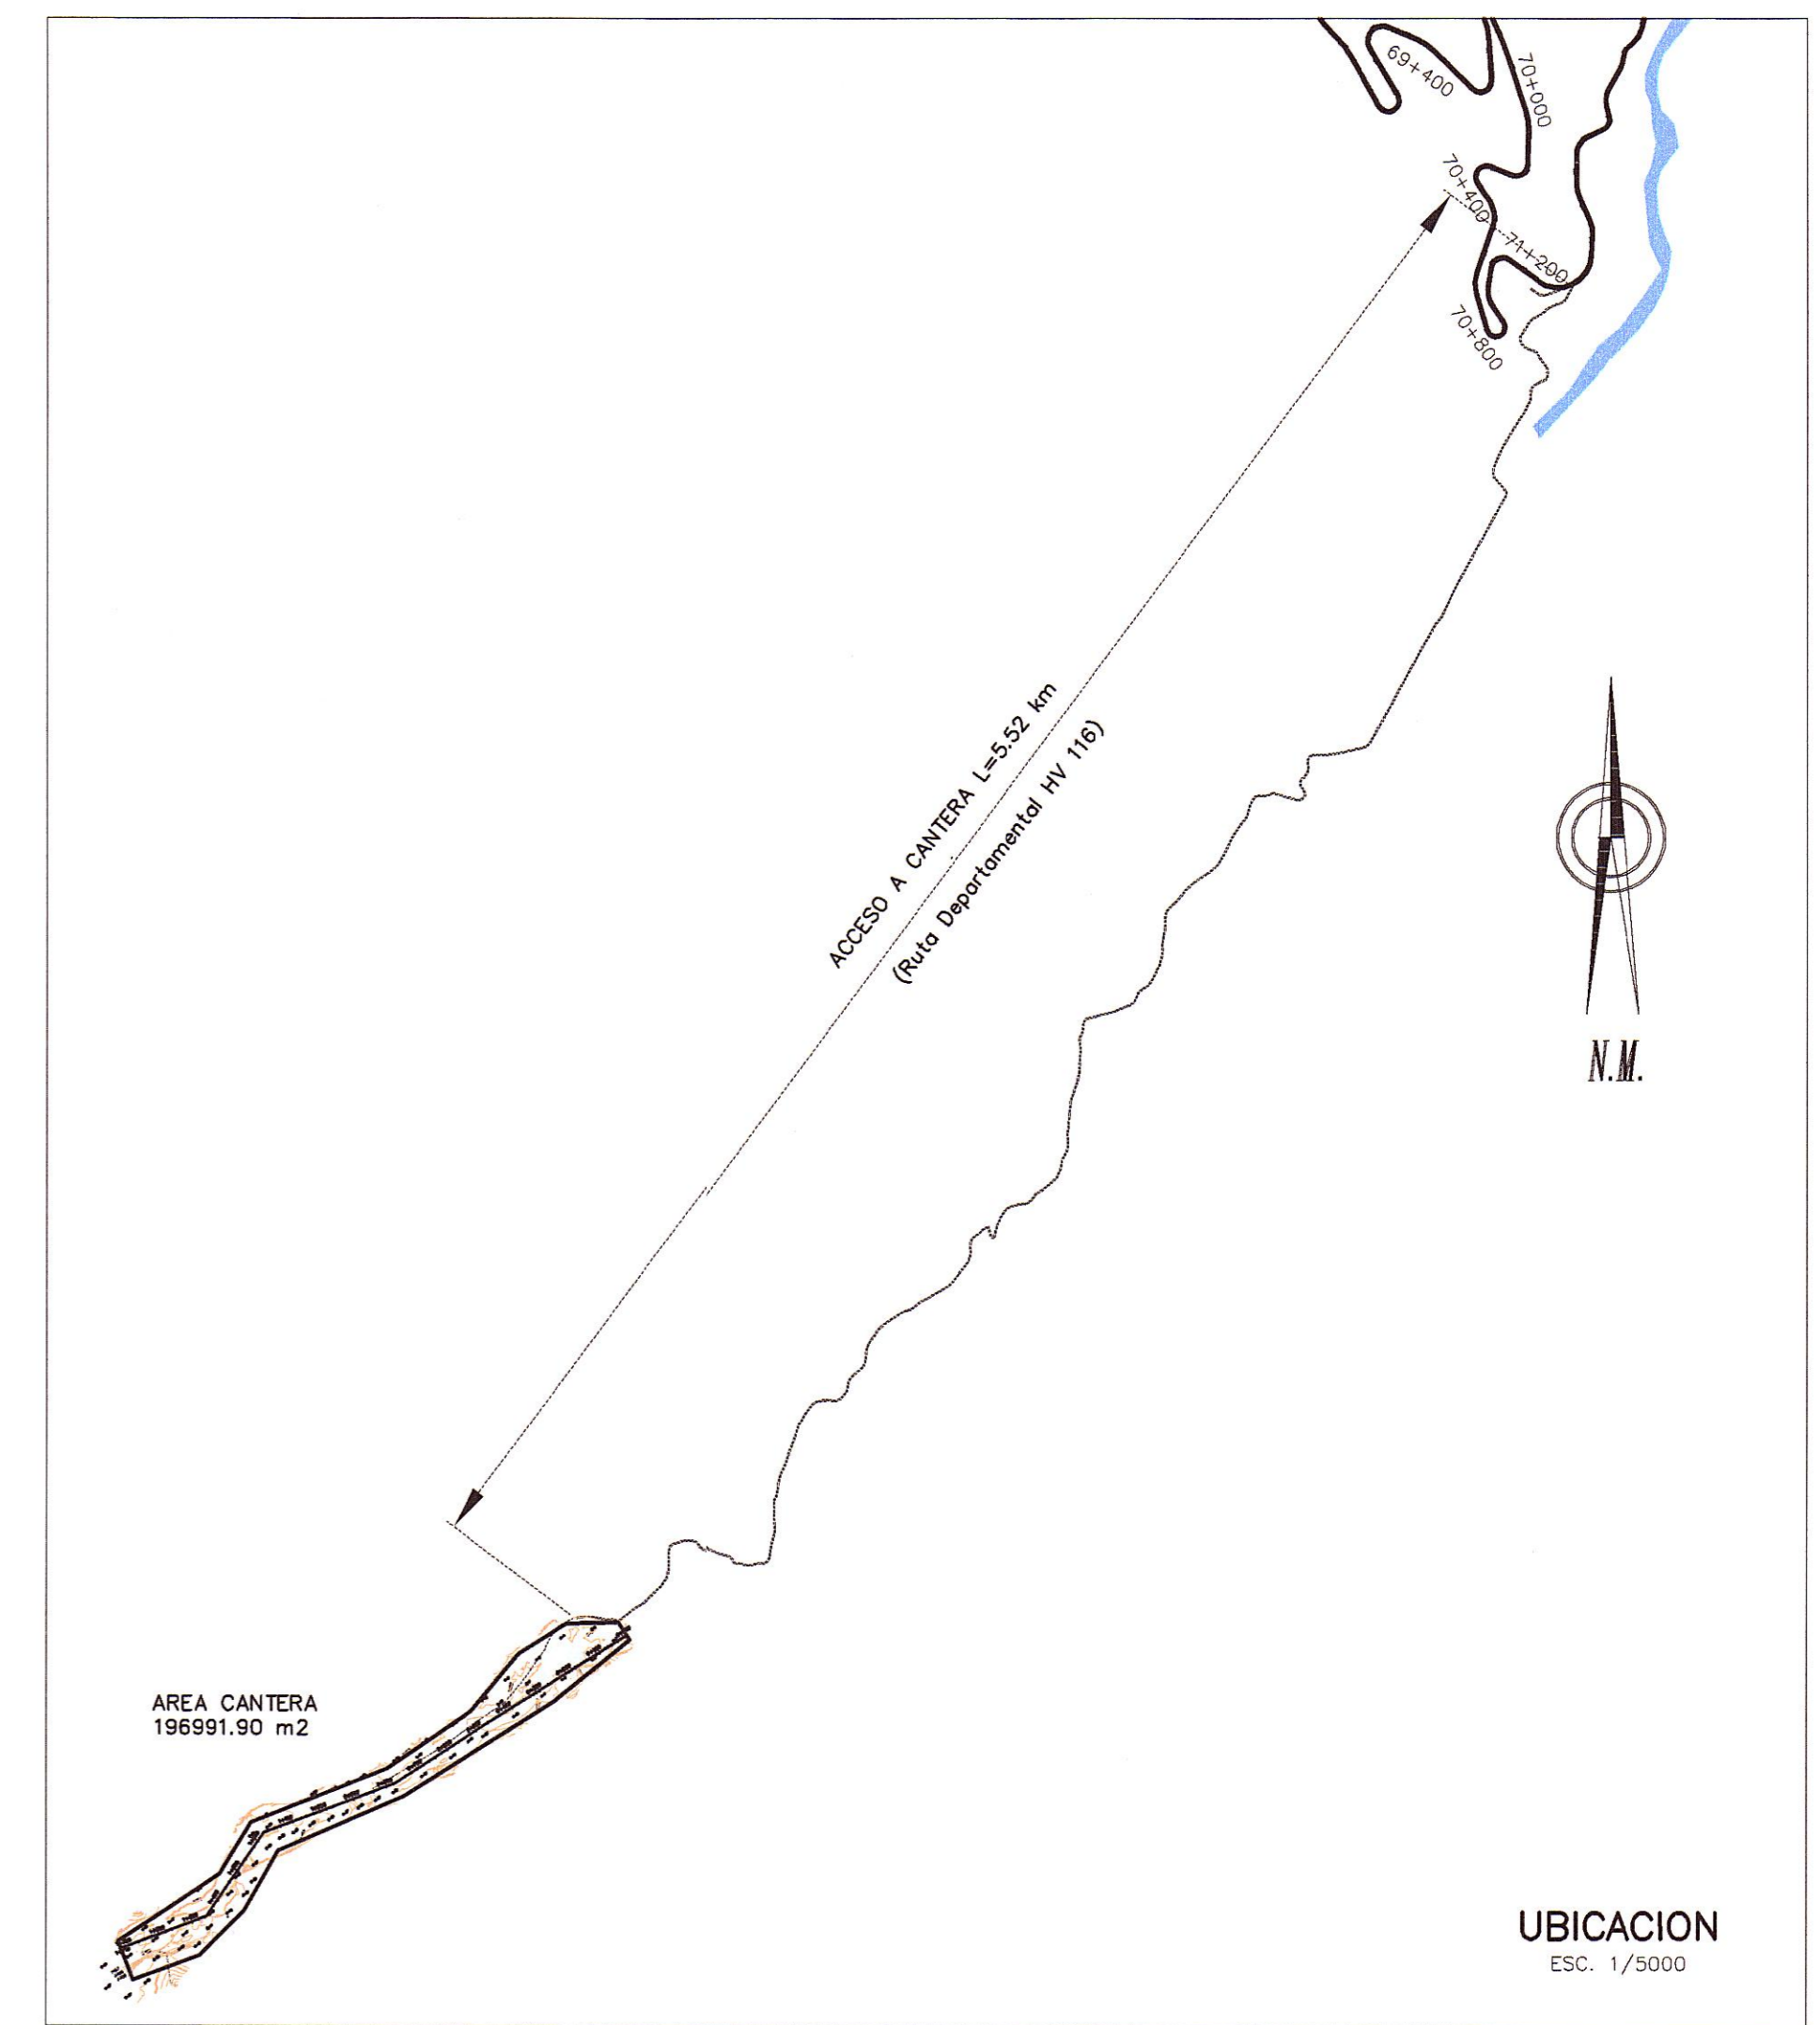 69+400
70+000
70+400
71+200
70+800
ACCESO A CANTERA L=5.52 km
(Ruta Departamental HV 116)
N.M.
AREA CANTERA
196991.90 m2
UBICACION
ESC. 1/5000